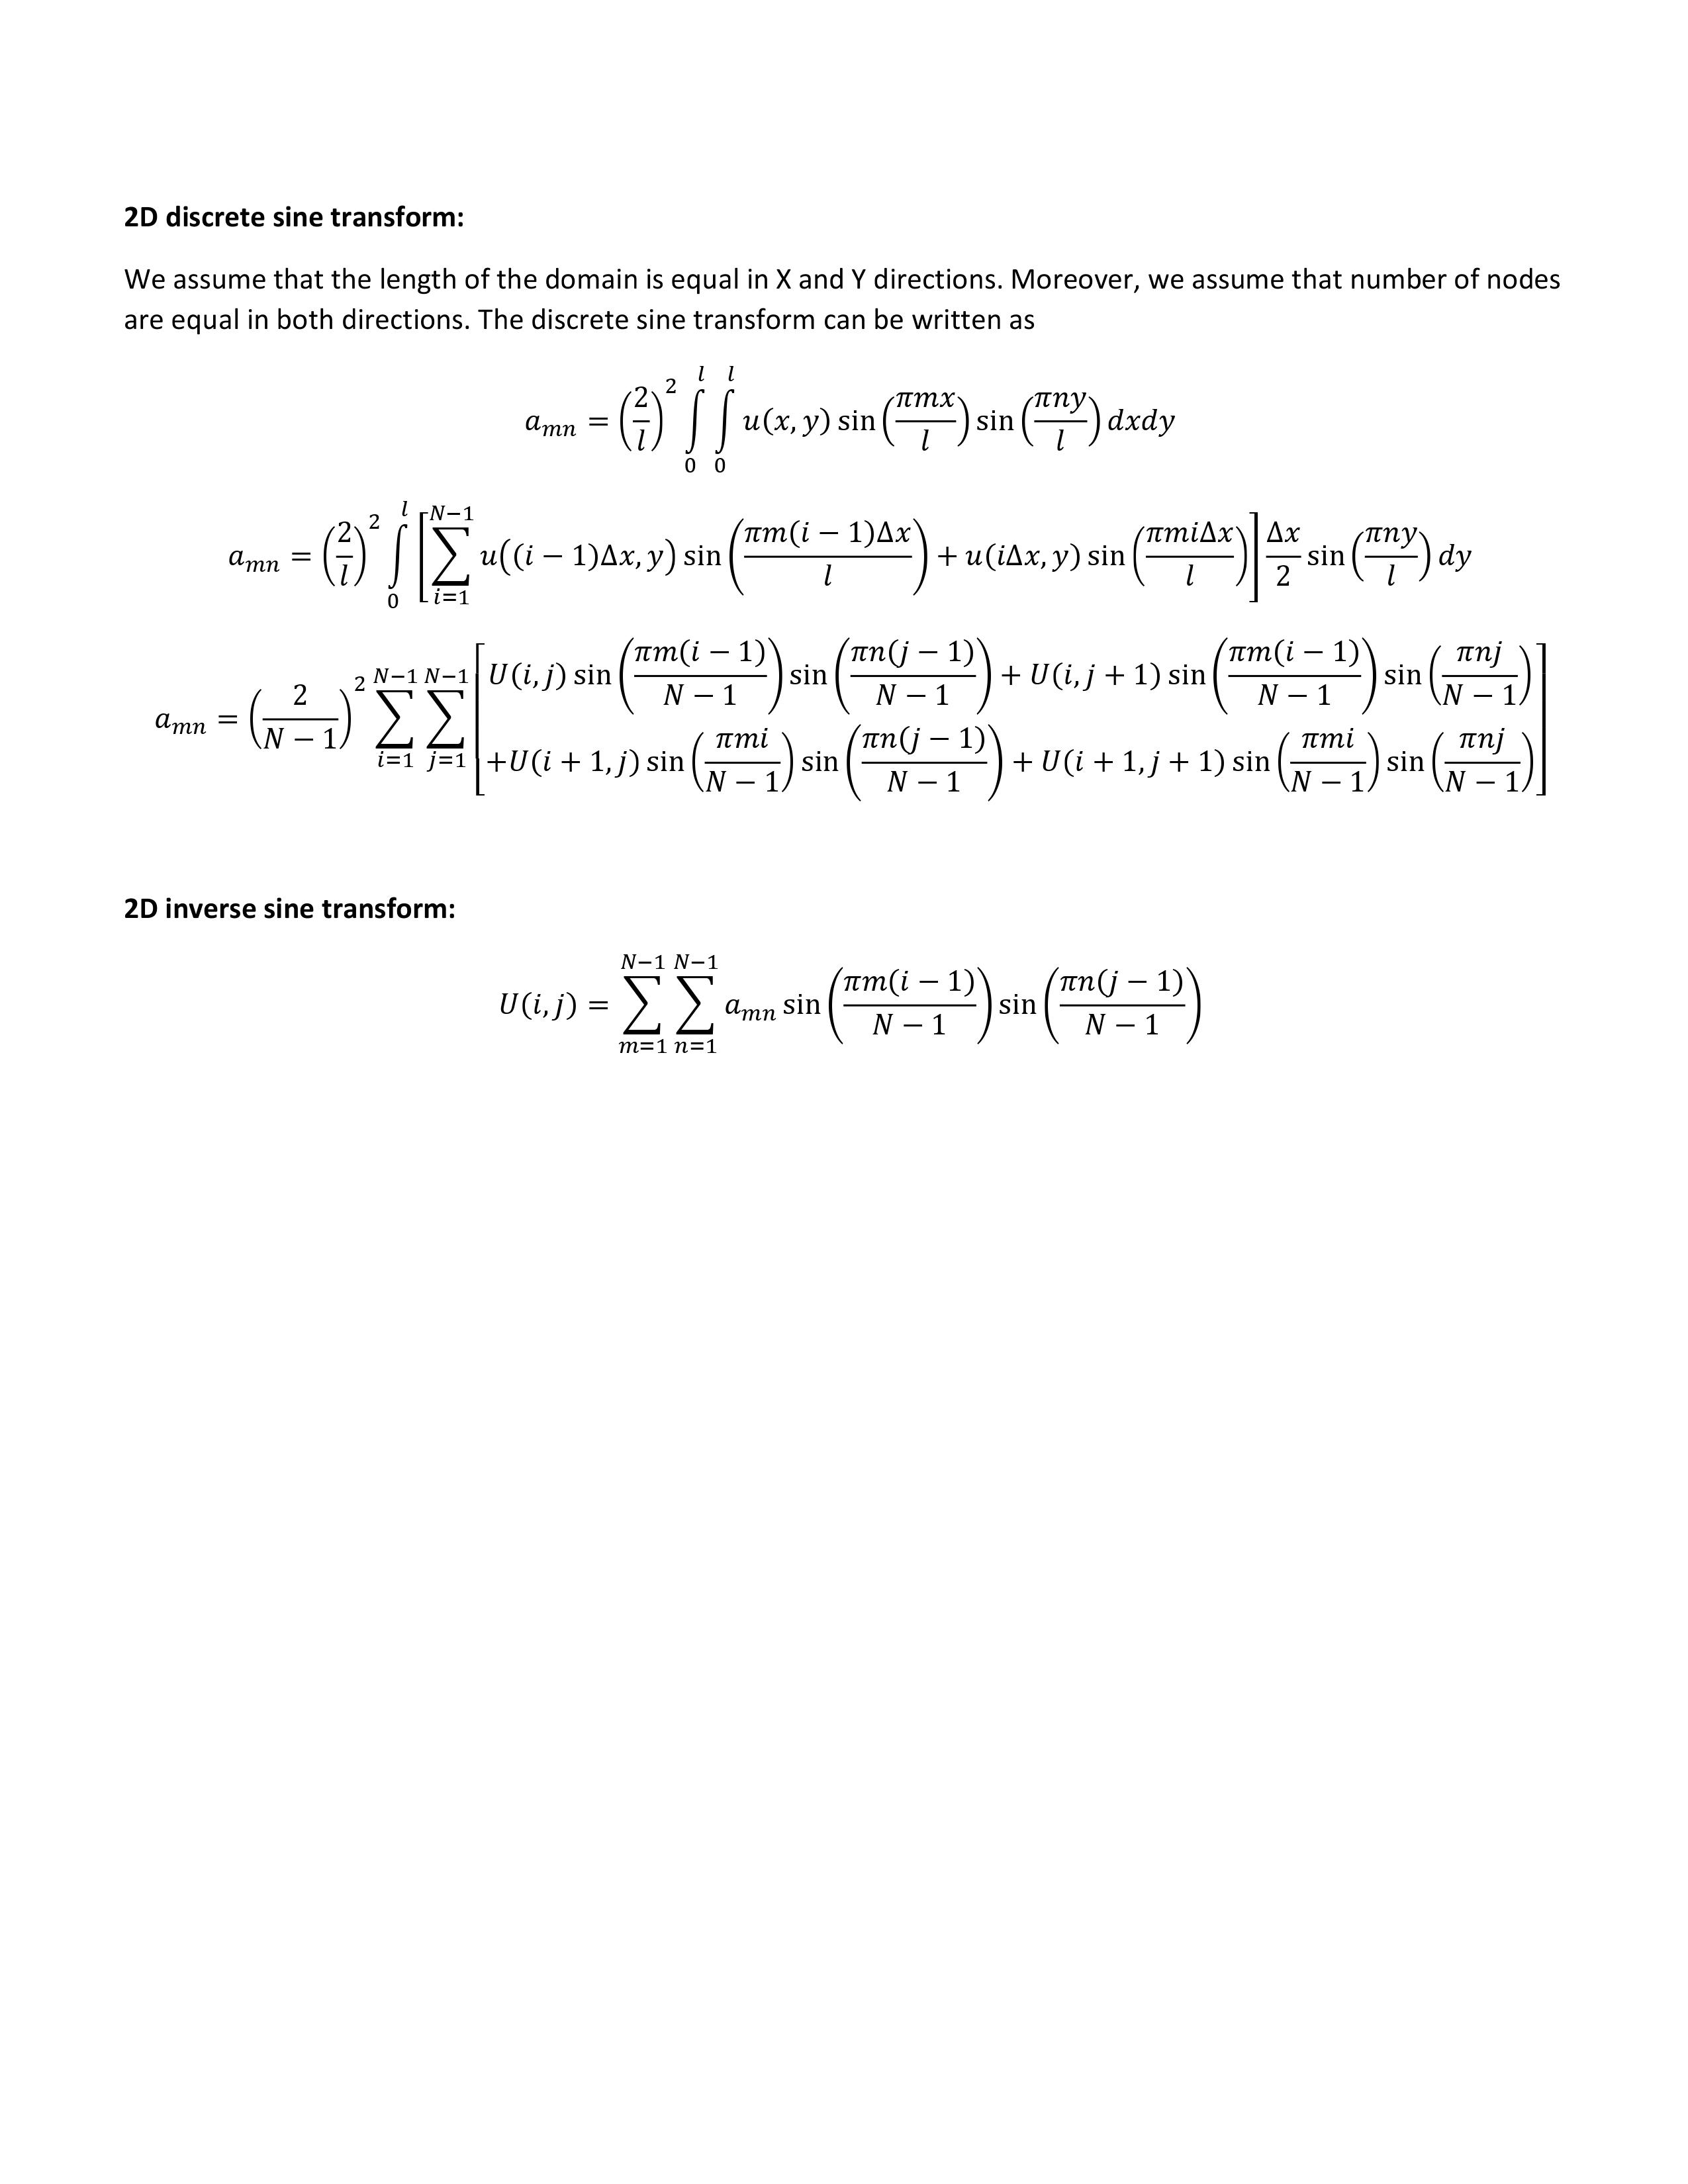 2D discrete sine transform:
We assume that the length of the domain is equal in X and Y directions. Moreover, we assume that number of nodes
are equal in both directions. The discrete sine transform can be written as
$a_{mn} = \left(\frac{2}{l}\right)^2 \int_0^l \int_0^l u(x, y) \sin\left(\frac{\pi m x}{l}\right) \sin\left(\frac{\pi n y}{l}\right) dxdy$
$a_{mn} = \left(\frac{2}{l}\right)^2 \int_0^l \left[\sum_{i=1}^{N-1} u((i-1)\Delta x, y) \sin\left(\frac{\pi m(i-1)\Delta x}{l}\right) + u(i\Delta x, y) \sin\left(\frac{\pi m i \Delta x}{l}\right)\right] \frac{\Delta x}{2} \sin\left(\frac{\pi n y}{l}\right) dy$
$a_{mn} = \left(\frac{2}{N-1}\right)^2 \sum_{i=1}^{N-1} \sum_{j=1}^{N-1} \left[\begin{matrix} U(i,j) \sin\left(\frac{\pi m(i-1)}{N-1}\right) \sin\left(\frac{\pi n(j-1)}{N-1}\right) + U(i,j+1) \sin\left(\frac{\pi m(i-1)}{N-1}\right) \sin\left(\frac{\pi n j}{N-1}\right) \\ +U(i+1,j) \sin\left(\frac{\pi m i}{N-1}\right) \sin\left(\frac{\pi n(j-1)}{N-1}\right) + U(i+1,j+1) \sin\left(\frac{\pi m i}{N-1}\right) \sin\left(\frac{\pi n j}{N-1}\right) \end{matrix}\right]$
2D inverse sine transform:
$U(i,j) = \sum_{m=1}^{N-1} \sum_{n=1}^{N-1} a_{mn} \sin\left(\frac{\pi m(i-1)}{N-1}\right) \sin\left(\frac{\pi n(j-1)}{N-1}\right)$